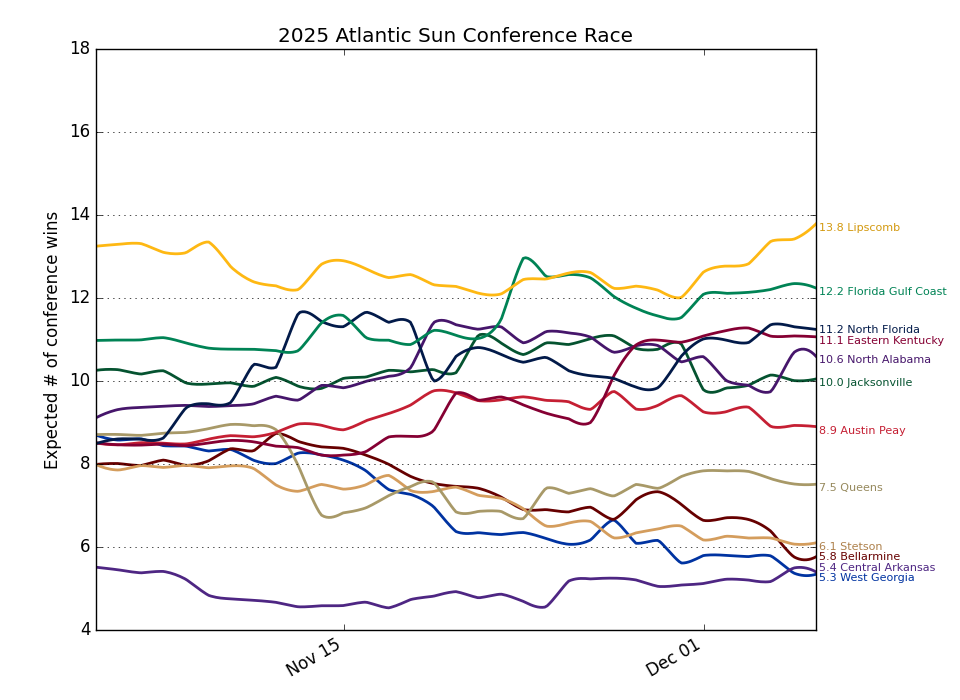 2025 Atlantic Sun Conference Race
Expected # of conference wins
18
16
14
12
10
8
6
4
Nov 15
Dec 01
13.8 Lipscomb
12.2 Florida Gulf Coast
11.2 North Florida
11.1 Eastern Kentucky
10.6 North Alabama
10.0 Jacksonville
8.9 Austin Peay
7.5 Queens
6.1 Stetson
5.8 Bellarmine
5.4 Central Arkansas
5.3 West Georgia